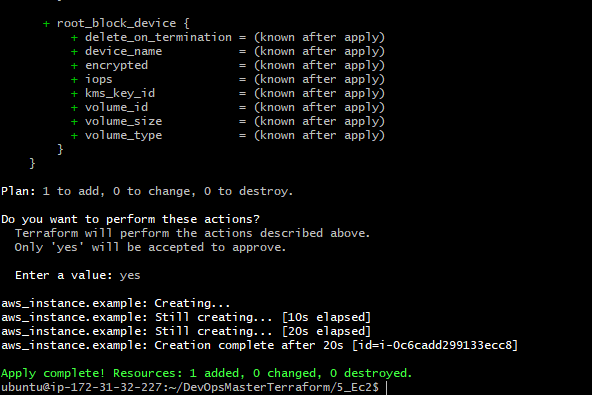 + root_block_device {
+ delete_on_termination = (known after apply)
+ device_name = (known after apply)
+ encrypted = (known after apply)
+ iops = (known after apply)
+ kms_key_id = (known after apply)
+ volume_id = (known after apply)
+ volume_size = (known after apply)
+ volume_type = (known after apply)
}
}
Plan: 1 to add, 0 to change, 0 to destroy.
Do you want to perform these actions?
Terraform will perform the actions described above.
Only 'yes' will be accepted to approve.
Enter a value: yes
aws_instance.example: Creating...
aws_instance.example: Still creating... [10s elapsed]
aws_instance.example: Still creating... [20s elapsed]
aws_instance.example: Creation complete after 20s [id=i-0c6cadd299133ecc8]
Apply complete! Resources: 1 added, 0 changed, 0 destroyed.
ubuntu@ip-172-31-32-227:~/DevOpsMasterTerraform/5_Ec2$